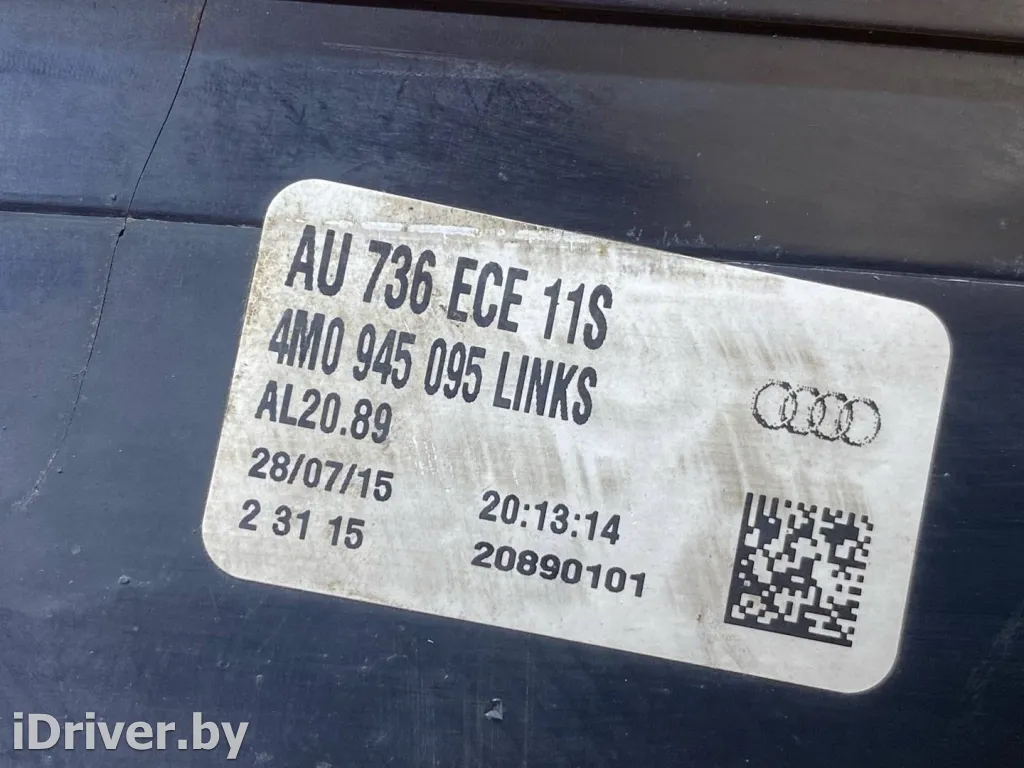 AU 736 ECE 11S
4M0 945 095 LINKS
AL20.89
28/07/15 20:13:14
2 31 15 20890101
iDriver.by